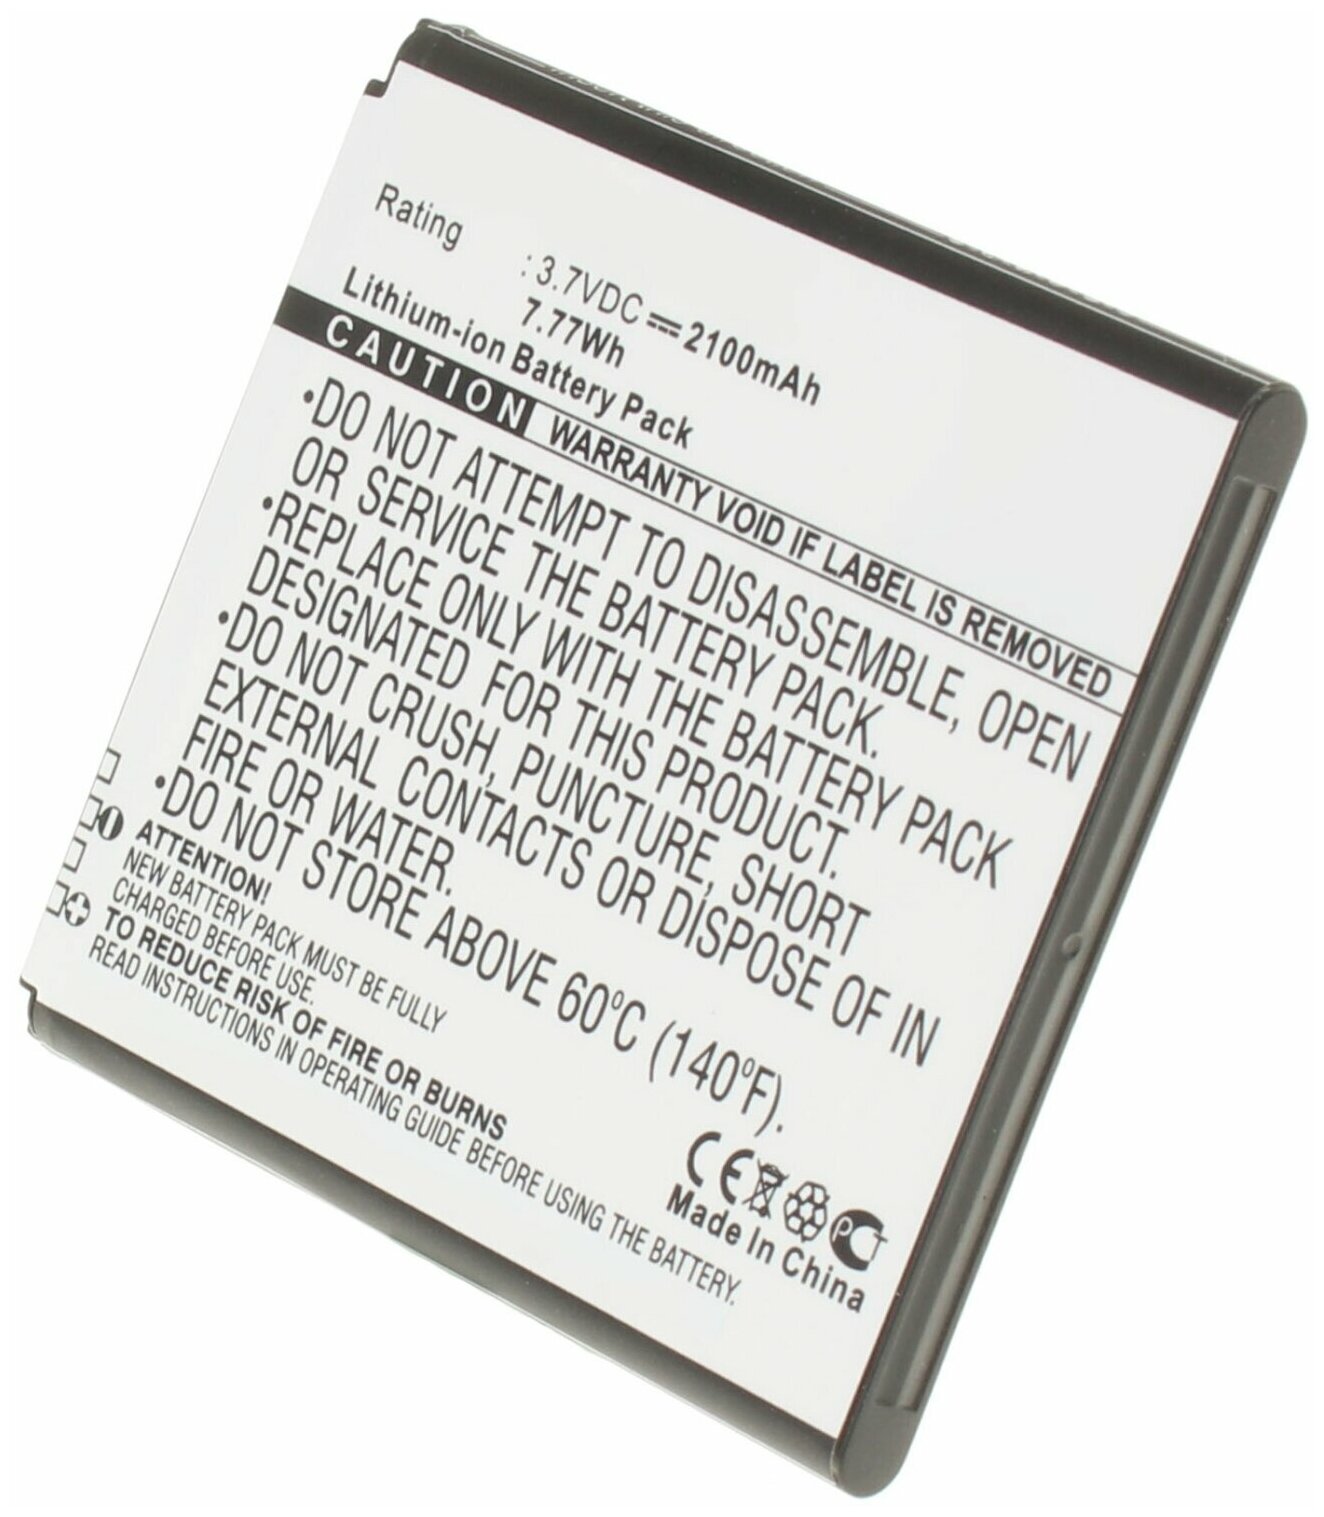 Rating : 3.7VDC 2100mAh
7.77Wh
Lithium-ion Battery Pack
CAUTION WARRANTY VOID IF LABEL IS REMOVED
•DO NOT ATTEMPT TO DISASSEMBLE, OPEN
OR SERVICE THE BATTERY PACK.
•REPLACE ONLY WITH THE BATTERY PACK
DESIGNATED FOR THIS PRODUCT.
•DO NOT CRUSH, PUNCTURE, SHORT
EXTERNAL CONTACTS OR DISPOSE OF IN
FIRE OR WATER.
•DO NOT STORE ABOVE 60°C (140°F).
ATTENTION!
NEW BATTERY PACK MUST BE FULLY
CHARGED BEFORE USE.
TO REDUCE RISK OF FIRE OR BURNS
READ INSTRUCTIONS IN OPERATING GUIDE BEFORE USING THE BATTERY.
CE PCT
Made In China